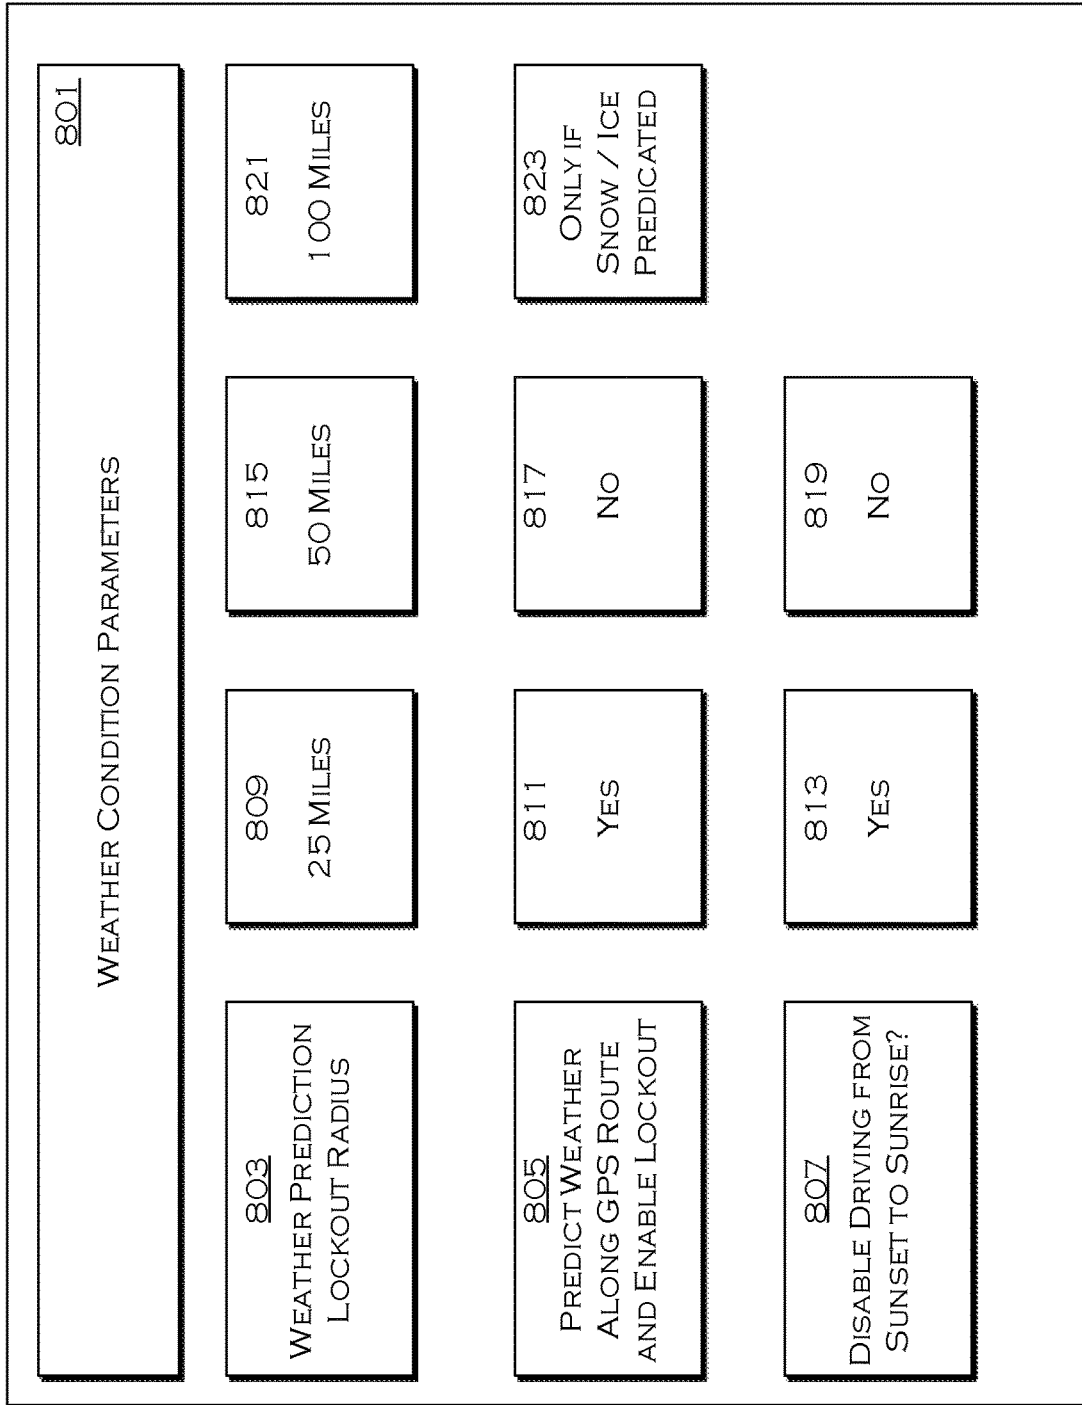 801
WEATHER CONDITION PARAMETERS
803
WEATHER PREDICTION
LOCKOUT RADIUS
809
25 MILES
815
50 MILES
821
100 MILES
805
PREDICT WEATHER
ALONG GPS ROUTE
AND ENABLE LOCKOUT
811
YES
817
NO
823
ONLY IF
SNOW / ICE
PREDICATED
807
DISABLE DRIVING FROM
SUNSET TO SUNRISE?
813
YES
819
NO